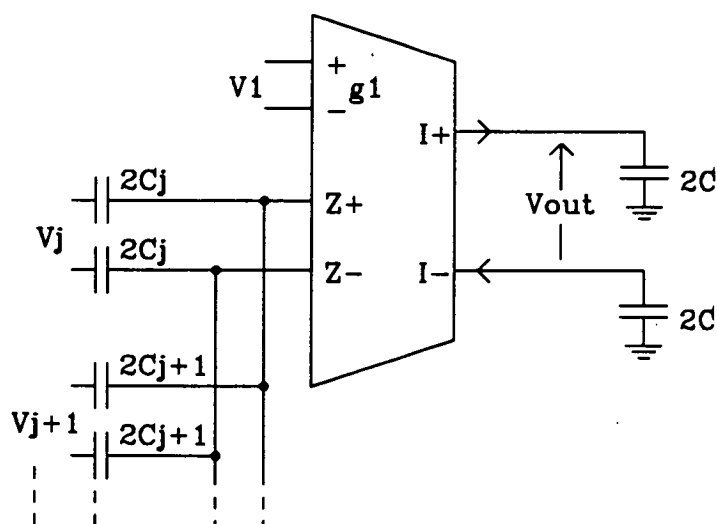 +
V1
g1
-
I+
2Cj
2C
Z+
Vout
Vj
2Cj
Z-
I-
2C
2Cj+1
Vj+1
2Cj+1